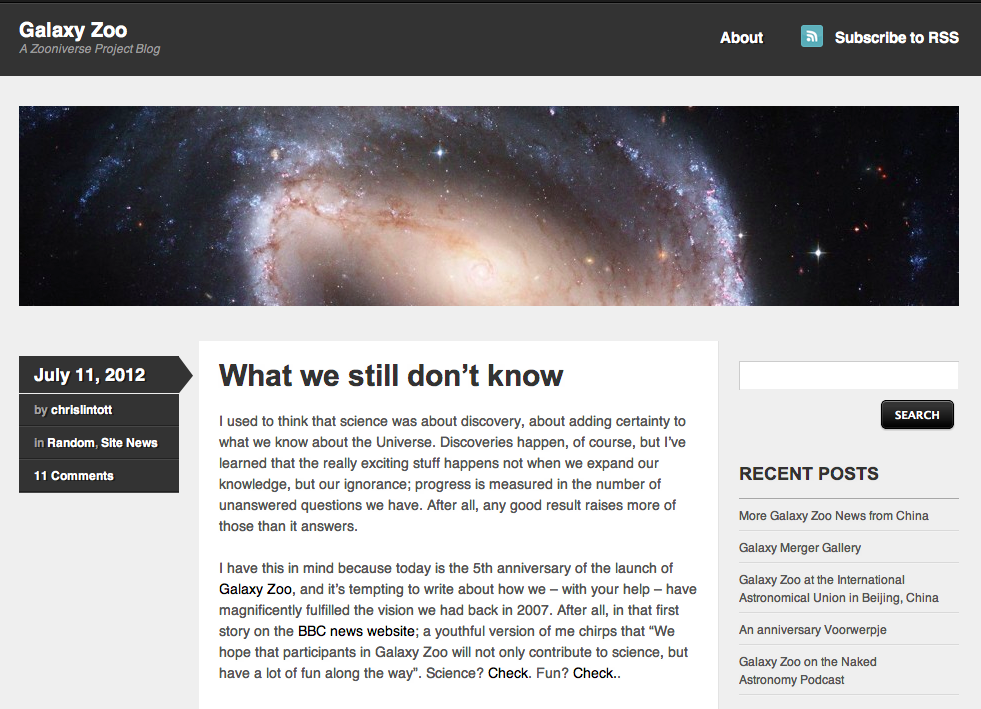 Galaxy Zoo
A Zooniverse Project Blog
About
Subscribe to RSS
July 11, 2012
by chrislintott
in Random, Site News
11 Comments
What we still don’t know
I used to think that science was about discovery, about adding certainty to
what we know about the Universe. Discoveries happen, of course, but I’ve
learned that the really exciting stuff happens not when we expand our
knowledge, but our ignorance; progress is measured in the number of
unanswered questions we have. After all, any good result raises more of
those than it answers.
I have this in mind because today is the 5th anniversary of the launch of
Galaxy Zoo, and it’s tempting to write about how we – with your help – have
magnificently fulfilled the vision we had back in 2007. After all, in that first
story on the BBC news website; a youthful version of me chirps that “We
hope that participants in Galaxy Zoo will not only contribute to science, but
have a lot of fun along the way”. Science? Check. Fun? Check..
SEARCH
RECENT POSTS
More Galaxy Zoo News from China
Galaxy Merger Gallery
Galaxy Zoo at the International
Astronomical Union in Beijing, China
An anniversary Voorwerpje
Galaxy Zoo on the Naked
Astronomy Podcast